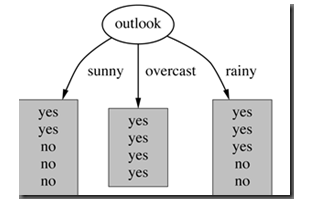 outlook
sunny overcast rainy
yes
yes
no
no
no
yes
yes
yes
yes
yes
yes
yes
no
no